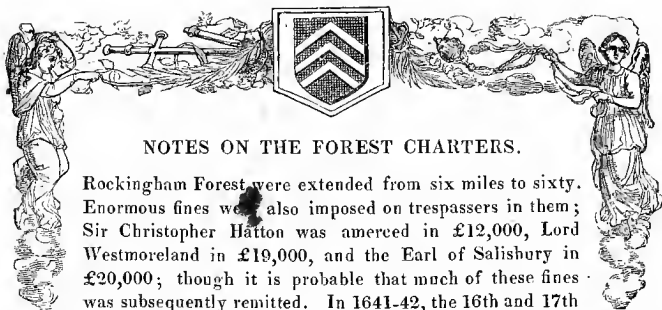 NOTES ON THE FOREST CHARTERS.
Rockingham Forest were extended from six miles to sixty.
Enormous fines were also imposed on trespassers in them;
Sir Christopher Hatton was amerced in £12,000, Lord
Westmoreland in £19,000, and the Earl of Salisbury in
£20,000; though it is probable that much of these fines
was subsequently remitted. In 1641-42, the 16th and 17th